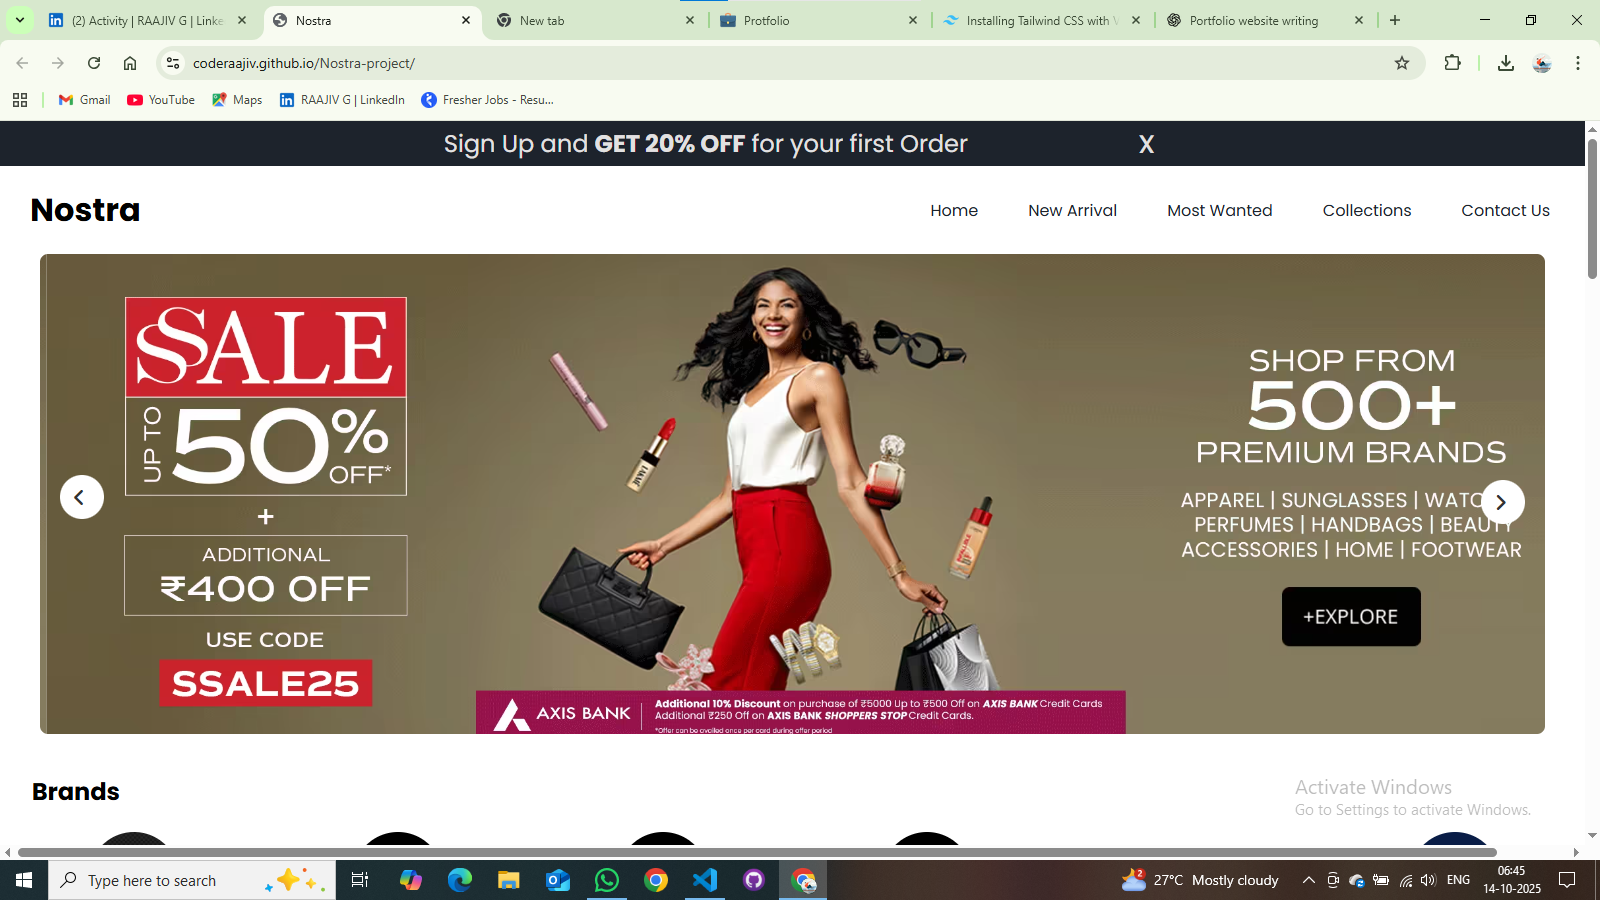 (2) Activity | RAAJIV G | Linke
Nostra
New tab
Protfolio
Installing Tailwind CSS with V
Portfolio website writing
coderaajiv.github.io/Nostra-project/
Gmail
YouTube
Maps
RAAJIV G | LinkedIn
Fresher Jobs - Resu...
Sign Up and GET 20% OFF for your first Order
X
Nostra
Home
New Arrival
Most Wanted
Collections
Contact Us
SSALE
UP TO
50%
OFF*
+
ADDITIONAL
₹400 OFF
USE CODE
SSALE25
LAKMÉ
SHOP FROM
500+
PREMIUM BRANDS
APPAREL | SUNGLASSES |
PERFUMES | HANDBAGS | BEAUTY
ACCESSORIES | HOME | FOOTWEAR
+EXPLORE
AXIS BANK
Additional 10% Discount on purchase of ₹5000 Up to ₹500 Off on AXIS BANK Credit Cards
Additional ₹250 Off on AXIS BANK SHOPPERS STOP Credit Cards.
*Offer can be availed once per card during offer period
Brands
Activate Windows
Go to Settings to activate Windows.
Type here to search
2
27°C Mostly cloudy
ENG
06:45
14-10-2025